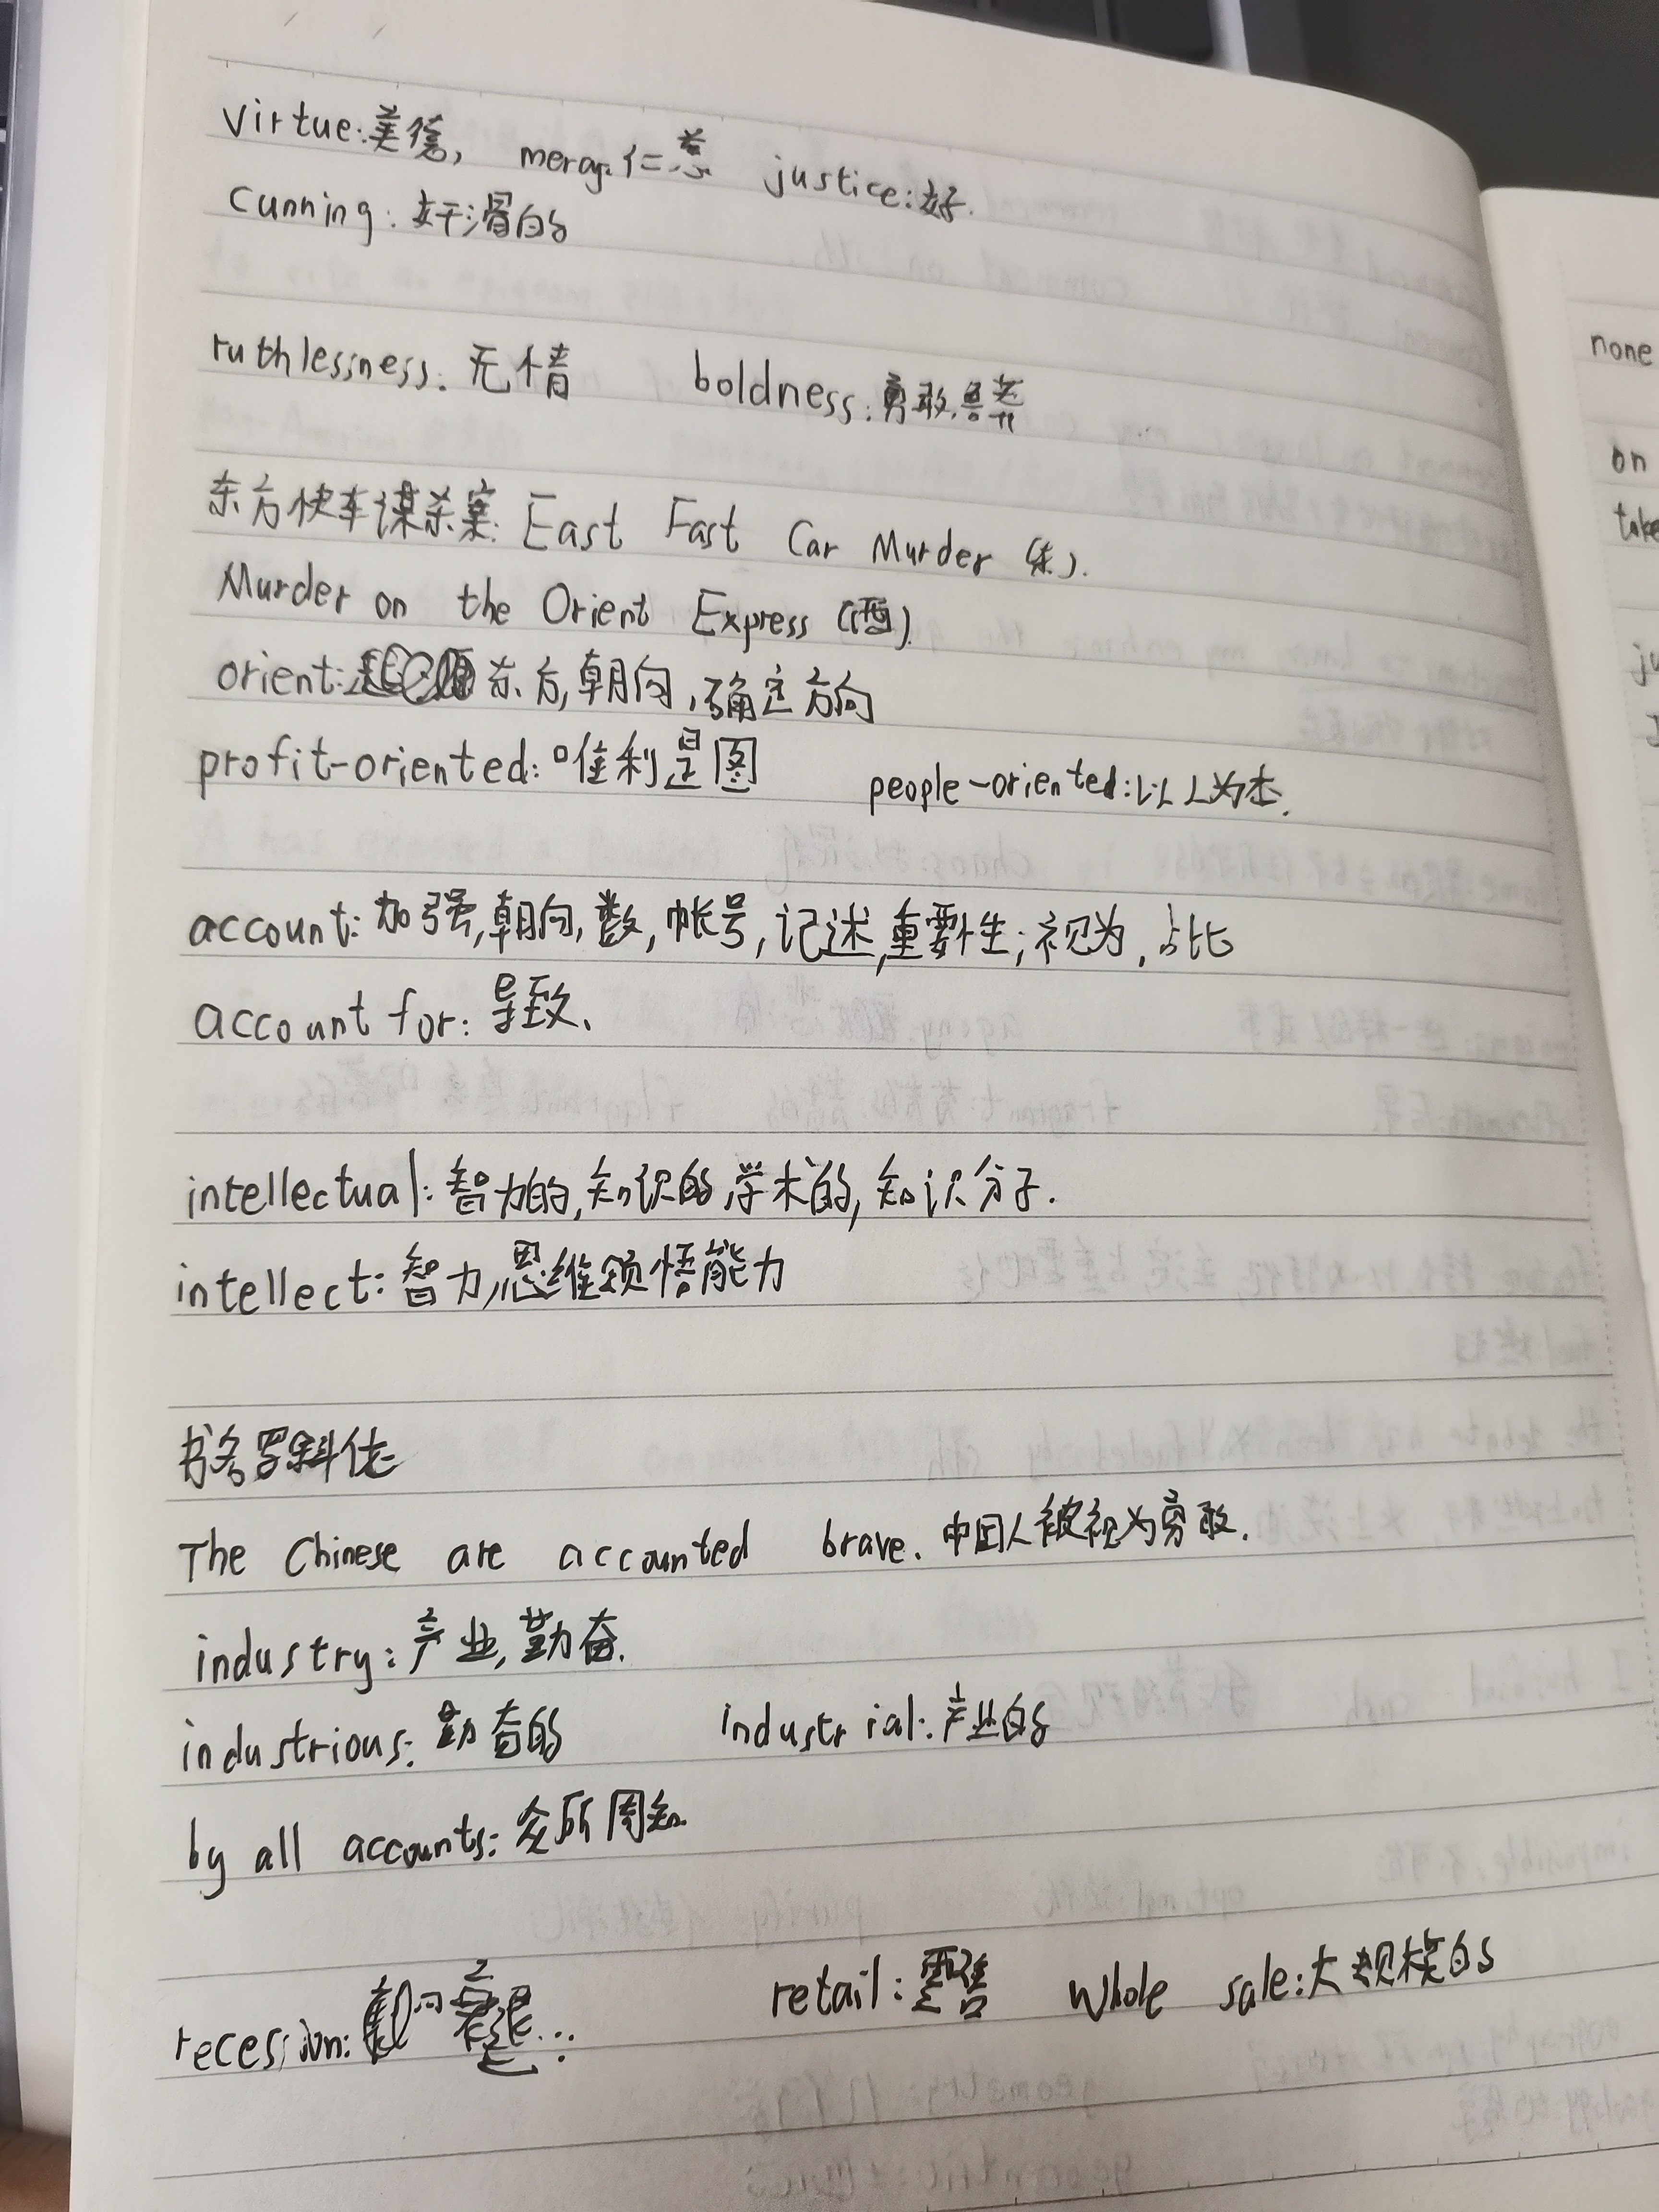 virtue:美德, mercy:仁慈 justice:好.
cunning:奸滑的
ruthlessness:无情 boldness:勇敢,
东方快车谋杀案: East Fast Car Murder (东).
Murder on the Orient Express (西).
orient: 东方,朝向,确定方向
profit-oriented:唯利是图 people-oriented:以人为本.
account:加强,朝向,数,帐号,记述,重要性;视为,占比
account for:导致、
intellectual:智力的,知识的,学术的,知识分子.
intellect:智力,思维领悟能力
书名罗斜体
The Chinese are accounted brave.中国人被视为勇敢.
industry:产业,勤奋.
industrious:勤奋的 industrial:产业的
by all accounts:众所周知
recession: 衰退... retail:零售 whole sale:大规模的
none
on
take